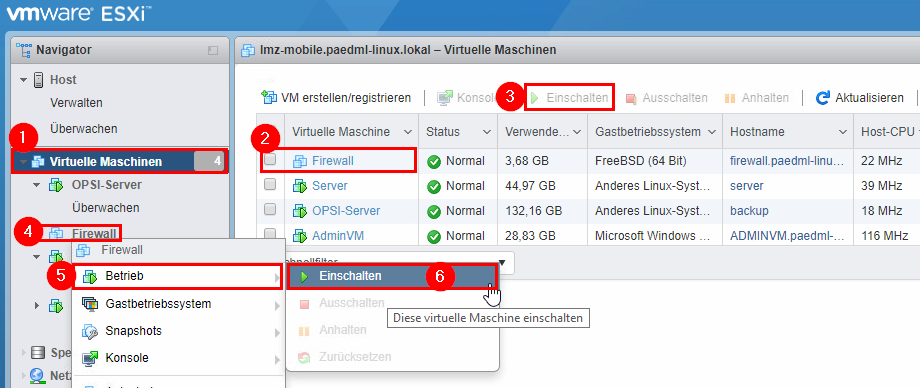 vmware® ESXi™
Navigator
Host
Verwalten
Überwachen
1
Virtuelle Maschinen 4
OPSI-Server
Überwachen
4 Firewall
Firewall
5 Betrieb
Gastbetriebssystem
Snapshots
Konsole
Netz
lmz-mobile.paedml-linux.lokal – Virtuelle Maschinen
VM erstellen/registrieren Konsole 3 Einschalten Ausschalten Anhalten Aktualisieren
2 Virtuelle Maschine Status Verwende... Gastbetriebssystem Hostname Host-CPU
Firewall Normal 3,68 GB FreeBSD (64 Bit) firewall.paedml-linu... 22 MHz
Server Normal 44,97 GB Anderes Linux-Syst... server 39 MHz
OPSI-Server Normal 132,16 GB Anderes Linux-Syst... backup 18 MHz
AdminVM Normal 28,83 GB Microsoft Windows ... ADMINVM.paedml-... 116 MHz
Einschalten 6
Ausschalten
Diese virtuelle Maschine einschalten
Anhalten
Zurücksetzen